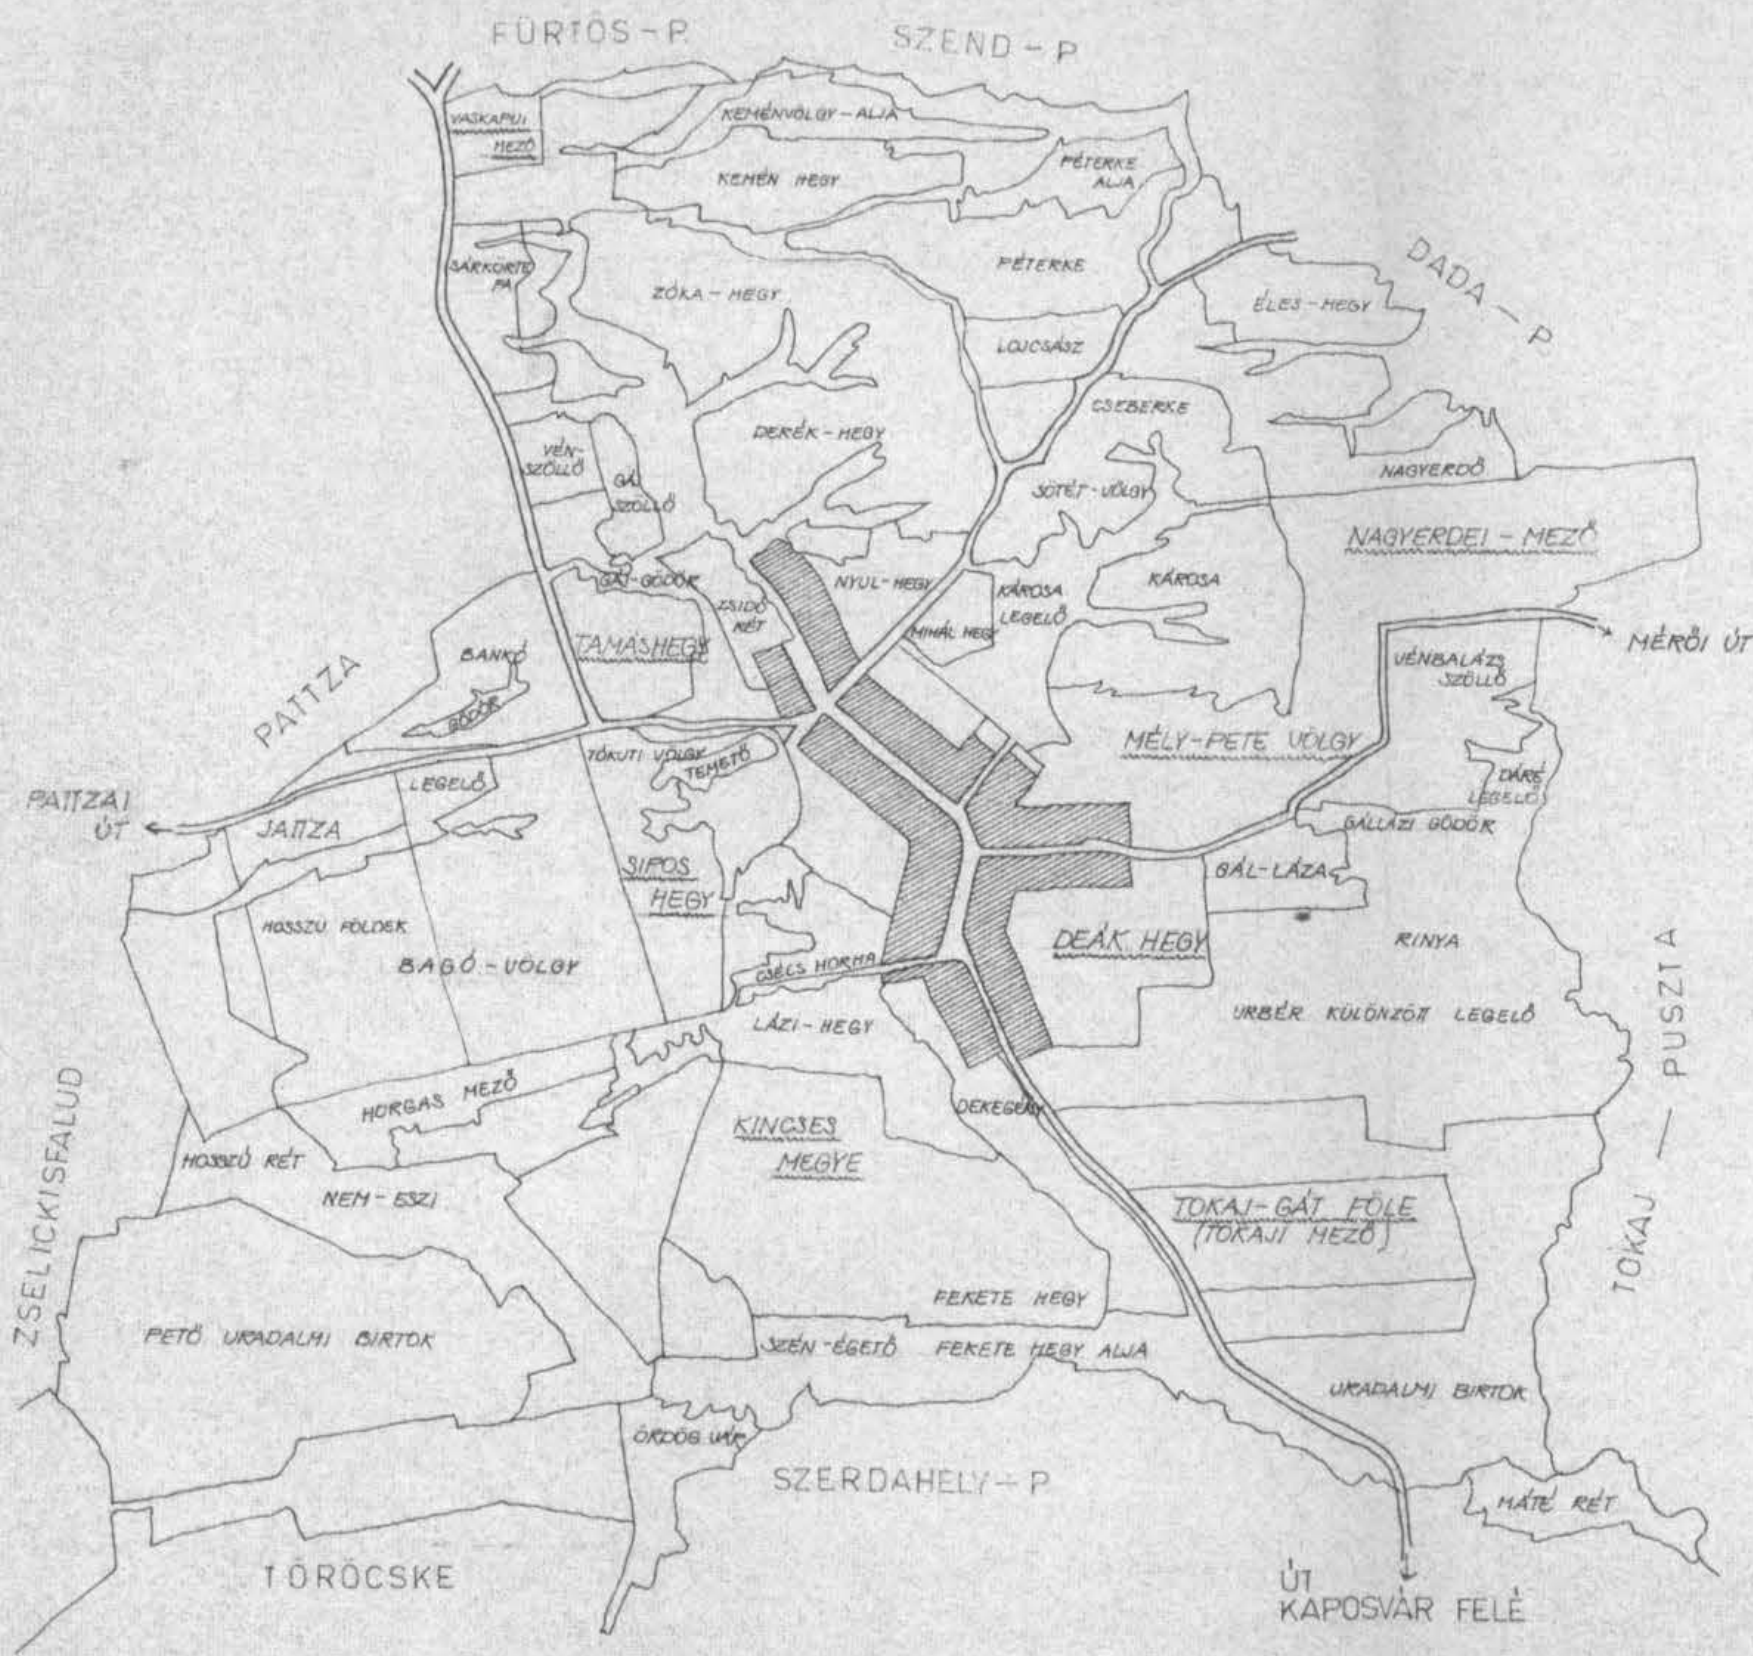 FÜRTÖS-P.
SZEND-P
VASKAPUI
MEZŐ
KEMÉNVÖLGY-ALJA
KEMÉN HEGY
PÉTERKE
ALJA
SÁRKÖRTE
FA
ZÓKA-HEGY
PÉTERKE
DADA-P
ÉLES-HEGY
LOJCSÁSZ
CSEBERKE
DERÉK-HEGY
VÉN-
SZÖLLŐ
SZÖLLŐ
SÖTÉT-VÖLGY
NAGYERDŐ
NAGYERDEI-MEZŐ
GÁJ-GÖDÖR
ZSIDÓ
RÉT
NYUL-HEGY
KÁROSA
LEGELŐ
KÁROSA
MIHÁL HEGY
TAMÁSHEGY
BANKÓ
GÖDÖR
PATTZA
MÉRŐI ÚT
VÉNBALÁZS
SZÖLLŐ
MÉLY-PETE VÖLGY
TÓKUTI VÖLGY
TEMETŐ
LEGELŐ
DÁRÉ
LEGELŐ
PATTZAI
ÚT
JATTZA
GÁLLÁZI GÖDÖR
SIPOS
HEGY
GÁL-LÁZA
HOSSZU FÖLDEK
BAGÓ-VÖLGY
DEÁK HEGY
RINYA
CSÉCS HORHA
LÁZI-HEGY
URBÉR KÜLÖNZÖTT LEGELŐ
TOKAJ — PUSZTA
HORGAS MEZŐ
DEKEGÉNY
KINCSES
MEGYE
HOSSZÚ RÉT
NEM-ESZI
ZSELICKISFALUD
TOKAJ-GÁT FÖLE
(TOKAJI MEZŐ)
FEKETE HEGY
PETŐ URADALMI BIRTOK
SZÉN-ÉGETŐ
FEKETE HEGY ALJA
URADALMI BIRTOK
ÖRDÖG VÁR
SZERDAHELY-P
MÁTÉ RÉT
TÖRÖCSKE
ÚT
KAPOSVÁR FELÉ